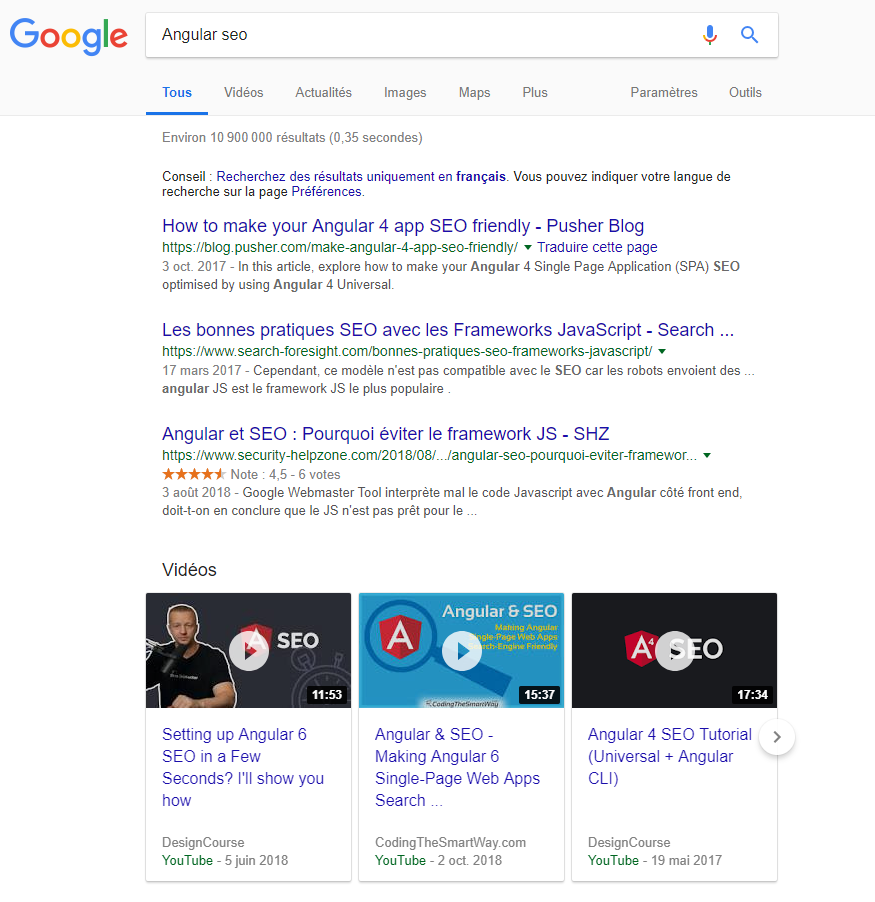 Google
Angular seo
Tous Vidéos Actualités Images Maps Plus Paramètres Outils
Environ 10 900 000 résultats (0,35 secondes)
Conseil : Recherchez des résultats uniquement en français. Vous pouvez indiquer votre langue de
recherche sur la page Préférences.
How to make your Angular 4 app SEO friendly - Pusher Blog
https://blog.pusher.com/make-angular-4-app-seo-friendly/ Traduire cette page
3 oct. 2017 - In this article, explore how to make your Angular 4 Single Page Application (SPA) SEO
optimised by using Angular 4 Universal.
Les bonnes pratiques SEO avec les Frameworks JavaScript - Search ...
https://www.search-foresight.com/bonnes-pratiques-seo-frameworks-javascript/
17 mars 2017 - Cependant, ce modèle n'est pas compatible avec le SEO car les robots envoient des ...
angular JS est le framework JS le plus populaire .
Angular et SEO : Pourquoi éviter le framework JS - SHZ
https://www.security-helpzone.com/2018/08/.../angular-seo-pourquoi-eviter-framewor...
Note : 4,5 - 6 votes
3 août 2018 - Google Webmaster Tool interprète mal le code Javascript avec Angular côté front end,
doit-t-on en conclure que le JS n'est pas prêt pour le ...
Vidéos
A SEO
11:53
Angular & SEO
Making Angular
Single-Page Web Apps
Search-Engine Friendly
A
CodingTheSmartWay
15:37
A4 SEO
17:34
Setting up Angular 6
SEO in a Few
Seconds? I'll show you
how
DesignCourse
YouTube - 5 juin 2018
Angular & SEO -
Making Angular 6
Single-Page Web Apps
Search ...
CodingTheSmartWay.com
YouTube - 2 oct. 2018
Angular 4 SEO Tutorial
(Universal + Angular
CLI)
DesignCourse
YouTube - 19 mai 2017